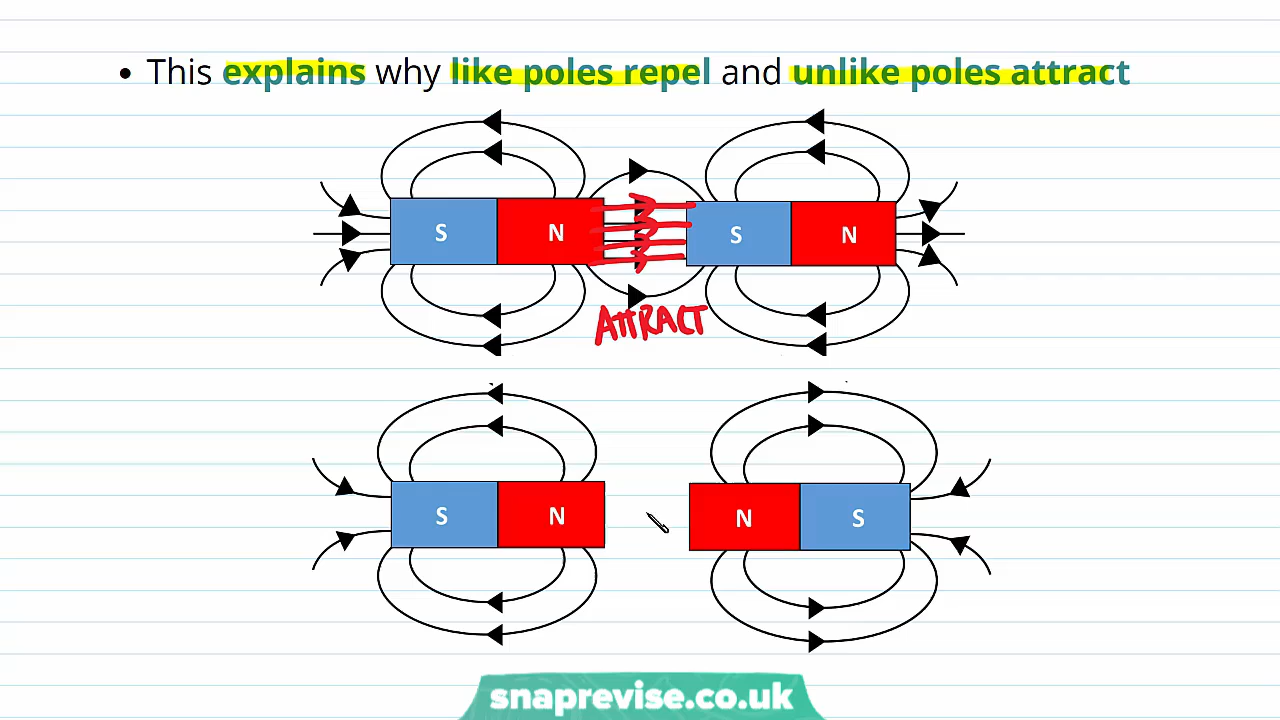 • This explains why like poles repel and unlike poles attract
S N S N
ATTRACT
S N N S
snaprevise.co.uk